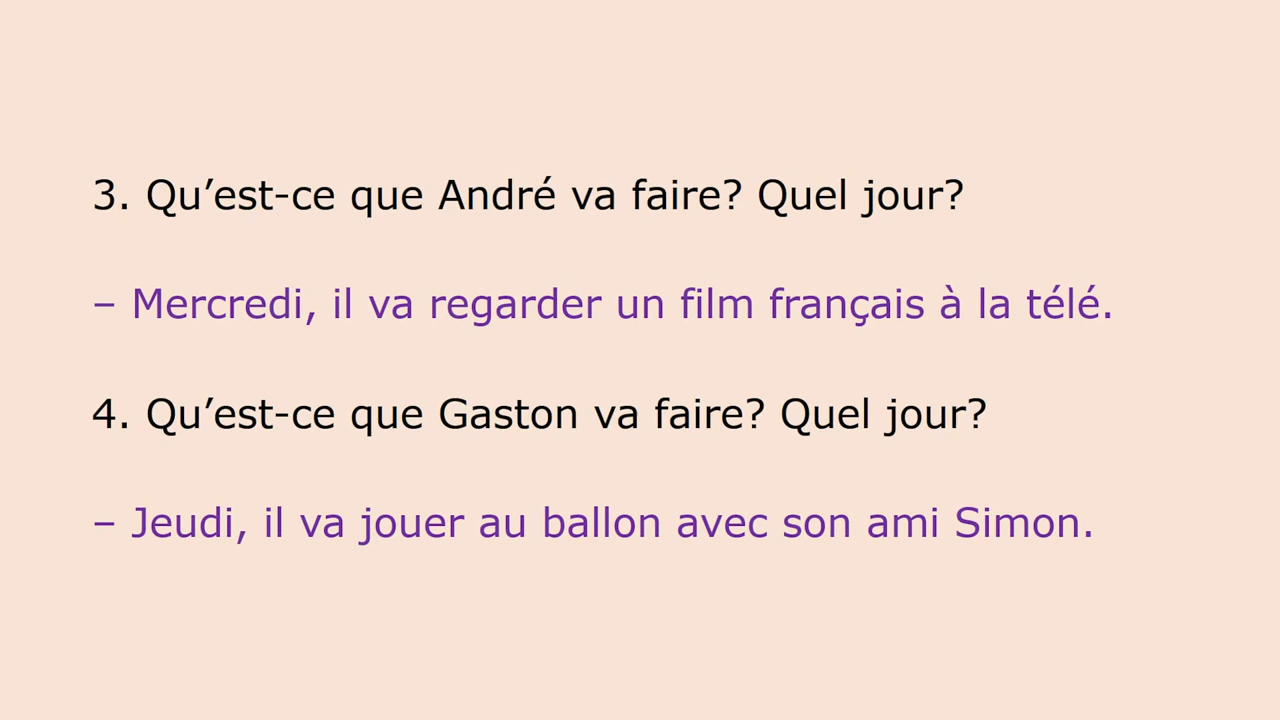 3. Qu’est-ce que André va faire? Quel jour?
– Mercredi, il va regarder un film français à la télé.
4. Qu’est-ce que Gaston va faire? Quel jour?
– Jeudi, il va jouer au ballon avec son ami Simon.